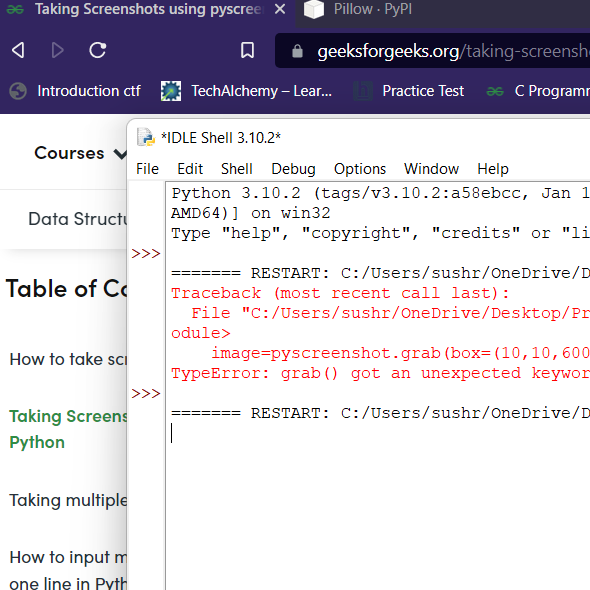 Taking Screenshots using pyscree
Pillow · PyPI
geeksforgeeks.org/taking-screensh
Introduction ctf
TechAlchemy – Lear...
Practice Test
C Programm
Courses
*IDLE Shell 3.10.2*
File Edit Shell Debug Options Window Help
Data Structu
Python 3.10.2 (tags/v3.10.2:a58ebcc, Jan 1
AMD64)] on win32
Type "help", "copyright", "credits" or "li
>>>
======= RESTART: C:/Users/sushr/OneDrive/D
Table of Co
Traceback (most recent call last):
File "C:/Users/sushr/OneDrive/Desktop/Pr
odule>
image=pyscreenshot.grab(box=(10,10,600
TypeError: grab() got an unexpected keywor
>>>
======= RESTART: C:/Users/sushr/OneDrive/D
How to take scr
Taking Screens
Python
Taking multiple
How to input m
one line in Pyth